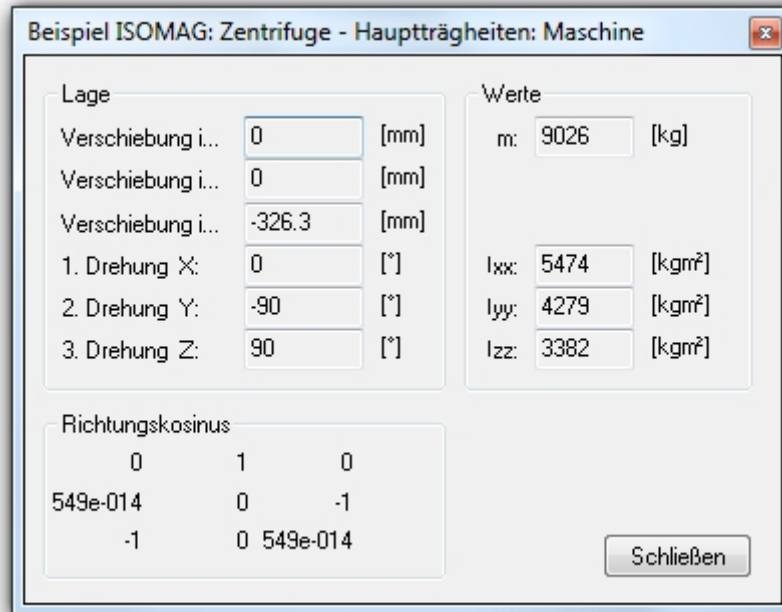 Beispiel ISOMAG: Zentrifuge - Hauptträgheiten: Maschine
Lage
Verschiebung i... 0 [mm]
Verschiebung i... 0 [mm]
Verschiebung i... -326.3 [mm]
1. Drehung X: 0 [°]
2. Drehung Y: -90 [°]
3. Drehung Z: 90 [°]
Werte
m: 9026 [kg]
Ixx: 5474 [kgm²]
Iyy: 4279 [kgm²]
Izz: 3382 [kgm²]
Richtungskosinus
0 1 0
549e-014 0 -1
-1 0 549e-014
Schließen